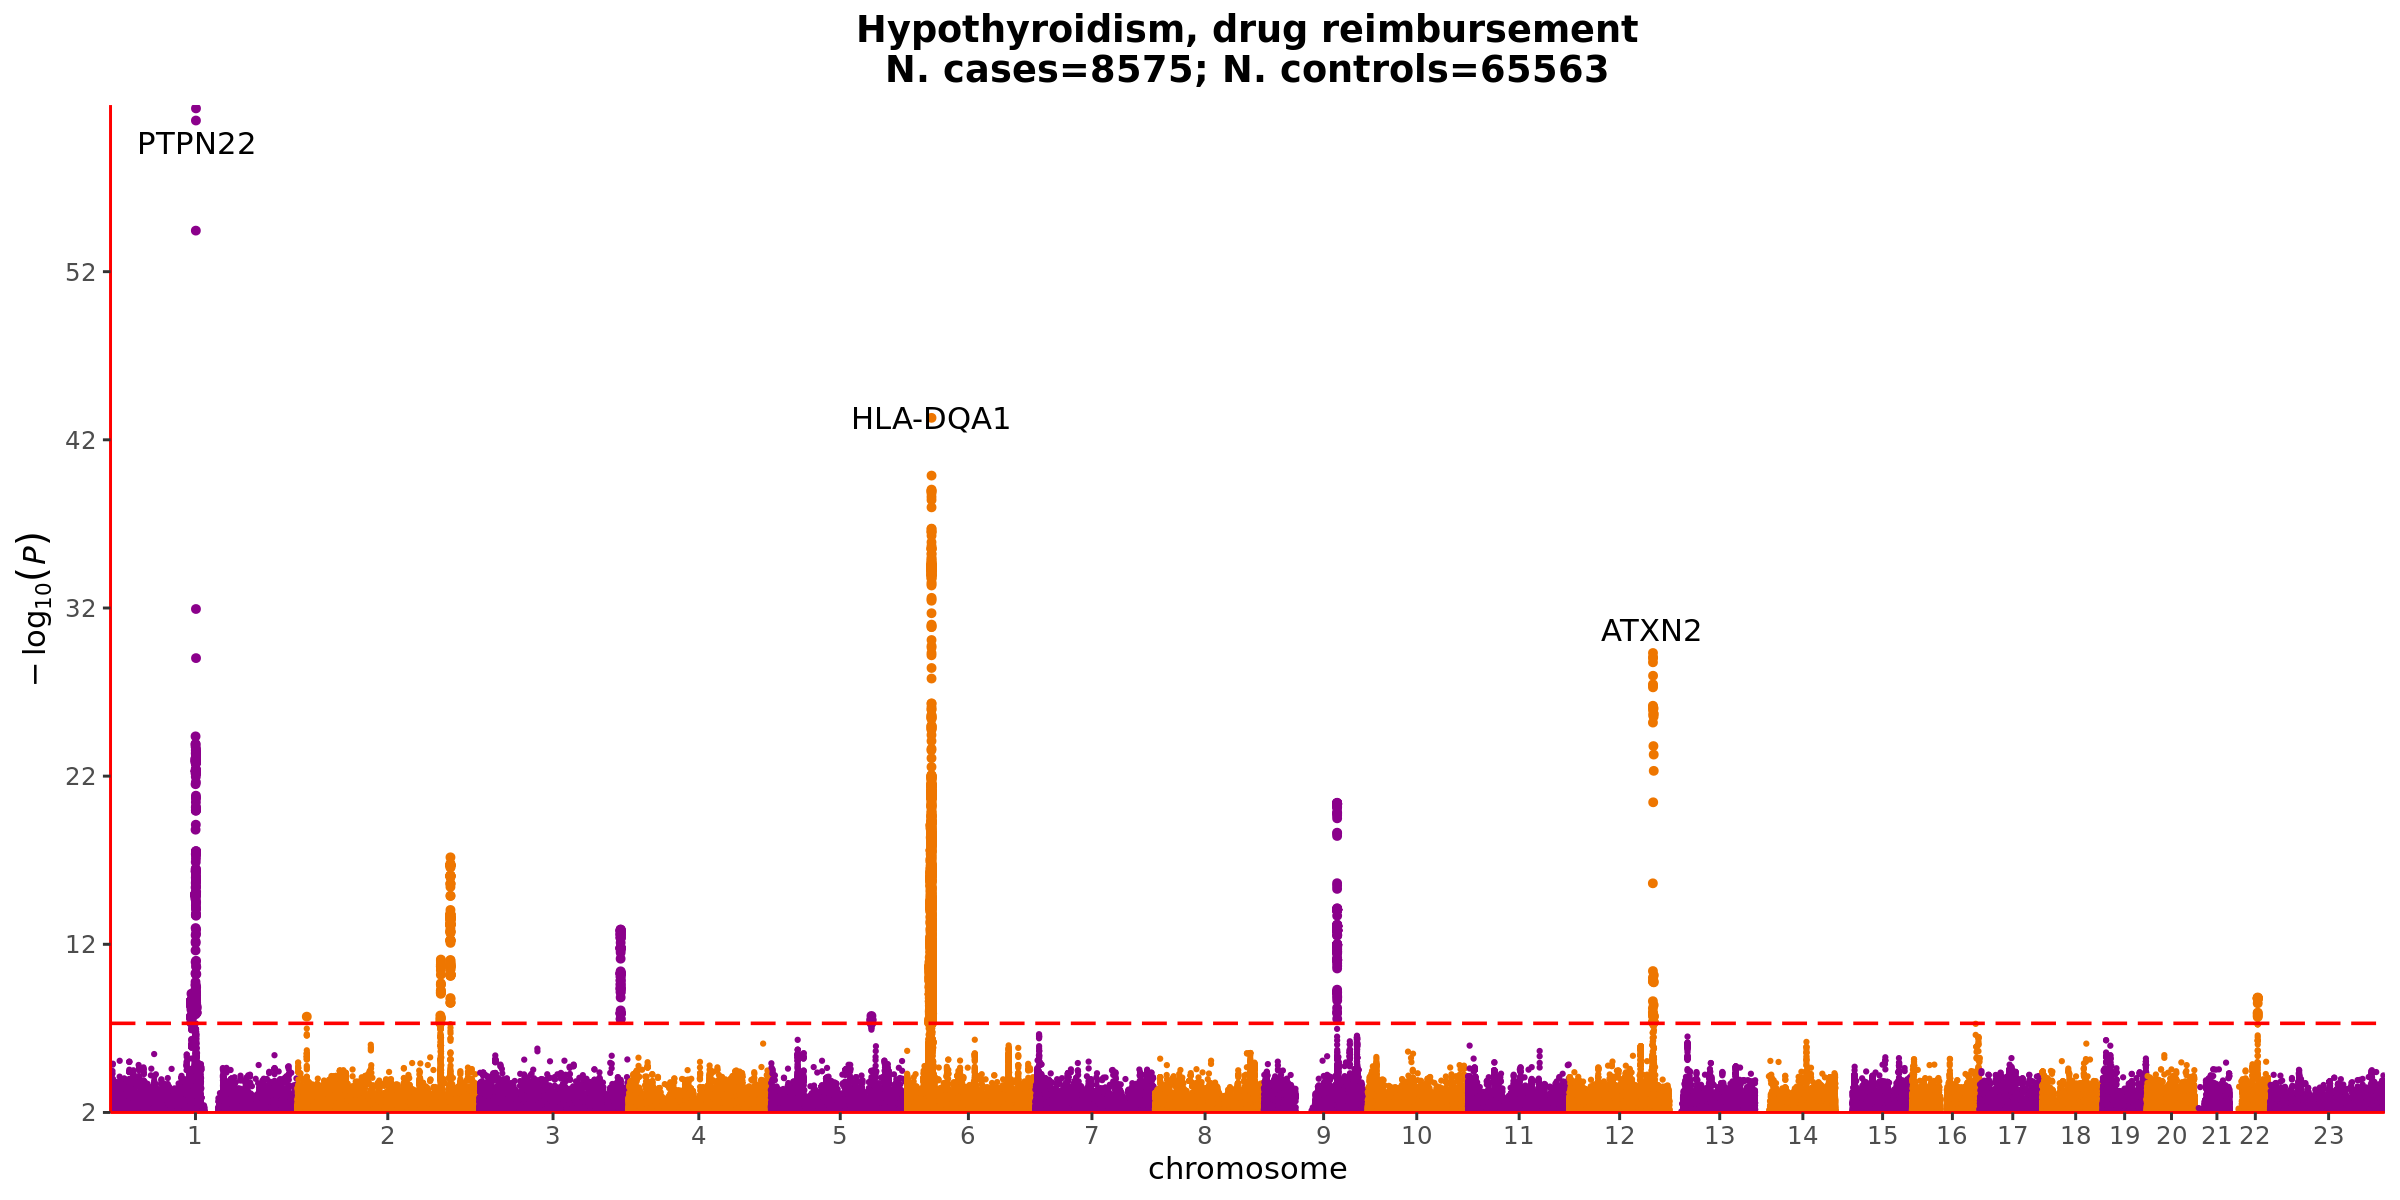 Hypothyroidism, drug reimbursement
N. cases=8575; N. controls=65563
PTPN22
HLA-DQA1
ATXN2
52
42
32
22
12
2
−log10(P)
1 2 3 4 5 6 7 8 9 10 11 12 13 14 15 16 17 18 19 20 21 22 23
chromosome